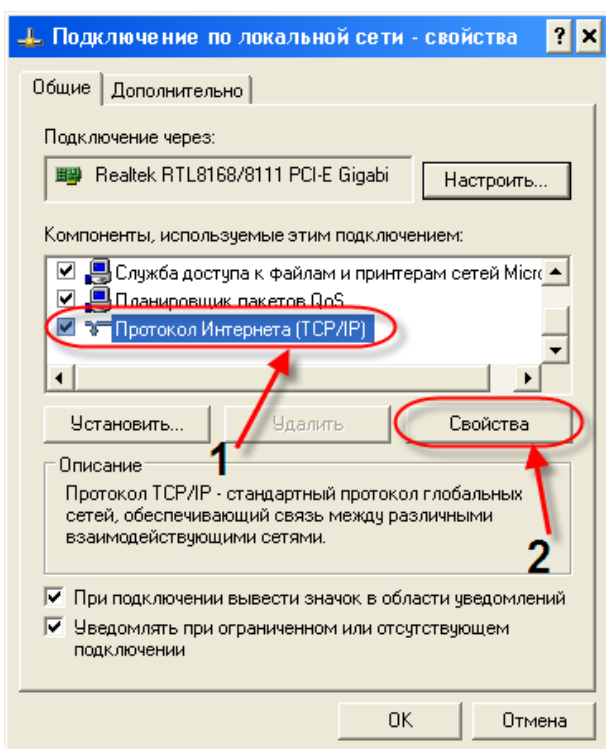 Подключение по локальной сети - свойства
Общие
Дополнительно
Подключение через:
Realtek RTL8168/8111 PCI-E Gigabi
Настроить...
Компоненты, используемые этим подключением:
Служба доступа к файлам и принтерам сетей Micro
Планировщик пакетов QoS
Протокол Интернета (TCP/IP)
Установить...
Удалить
Свойства
1
Описание
Протокол TCP/IP - стандартный протокол глобальных
сетей, обеспечивающий связь между различными
взаимодействующими сетями.
2
При подключении вывести значок в области уведомлений
Уведомлять при ограниченном или отсутствующем
подключении
OK
Отмена